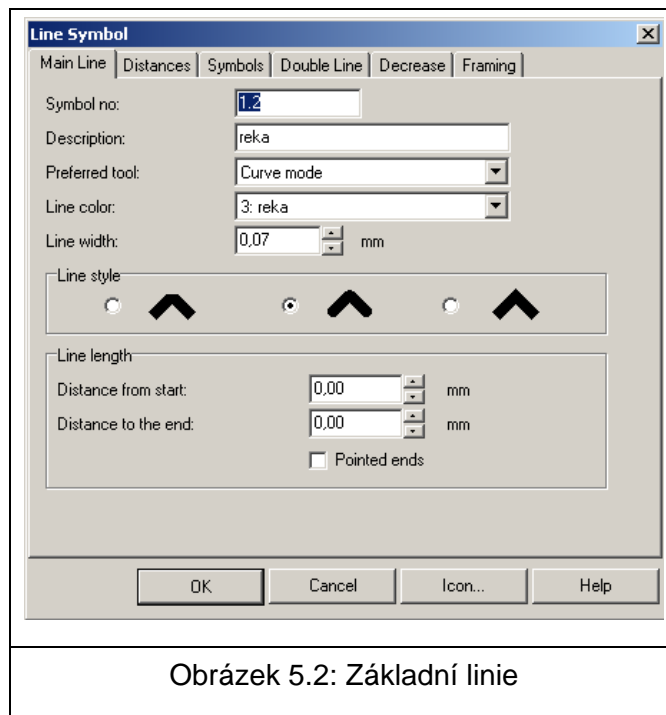 Line Symbol
Main Line Distances Symbols Double Line Decrease Framing
Symbol no: 1.2
Description: reka
Preferred tool: Curve mode
Line color: 3: reka
Line width: 0,07 mm
Line style
Line length
Distance from start: 0,00 mm
Distance to the end: 0,00 mm
Pointed ends
OK Cancel Icon... Help
Obrázek 5.2: Základní linie